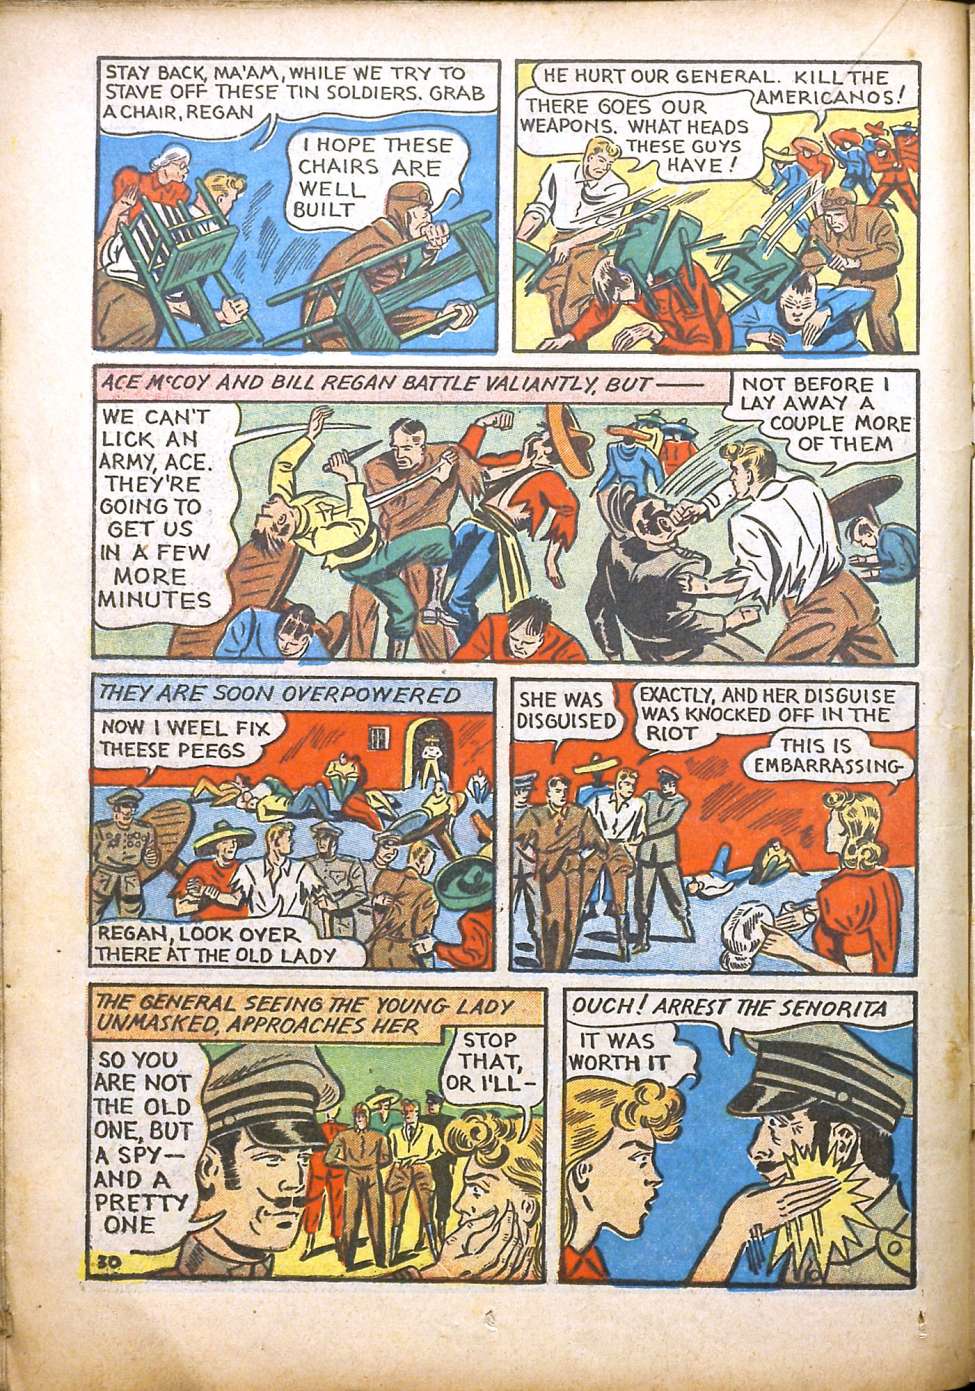 STAY BACK, MA'AM, WHILE WE TRY TO
STAVE OFF THESE TIN SOLDIERS. GRAB
A CHAIR, REGAN
I HOPE THESE
CHAIRS ARE
WELL
BUILT
HE HURT OUR GENERAL. KILL THE
AMERICANOS!
THERE GOES OUR
WEAPONS. WHAT HEADS
THESE GUYS
HAVE!
ACE McCOY AND BILL REGAN BATTLE VALIANTLY, BUT——
WE CAN'T
LICK AN
ARMY, ACE.
THEY'RE
GOING TO
GET US
IN A FEW
MORE
MINUTES
NOT BEFORE I
LAY AWAY A
COUPLE MORE
OF THEM
THEY ARE SOON OVERPOWERED
NOW I WEEL FIX
THEESE PEEGS
REGAN, LOOK OVER
THERE AT THE OLD LADY
SHE WAS
DISGUISED
EXACTLY, AND HER DISGUISE
WAS KNOCKED OFF IN THE
RIOT
THIS IS
EMBARRASSING
THE GENERAL SEEING THE YOUNG LADY
UNMASKED, APPROACHES HER
SO YOU
ARE NOT
THE OLD
ONE, BUT
A SPY—
AND A
PRETTY
ONE
STOP
THAT,
OR I'LL-
30
OUCH! ARREST THE SENORITA
IT WAS
WORTH IT